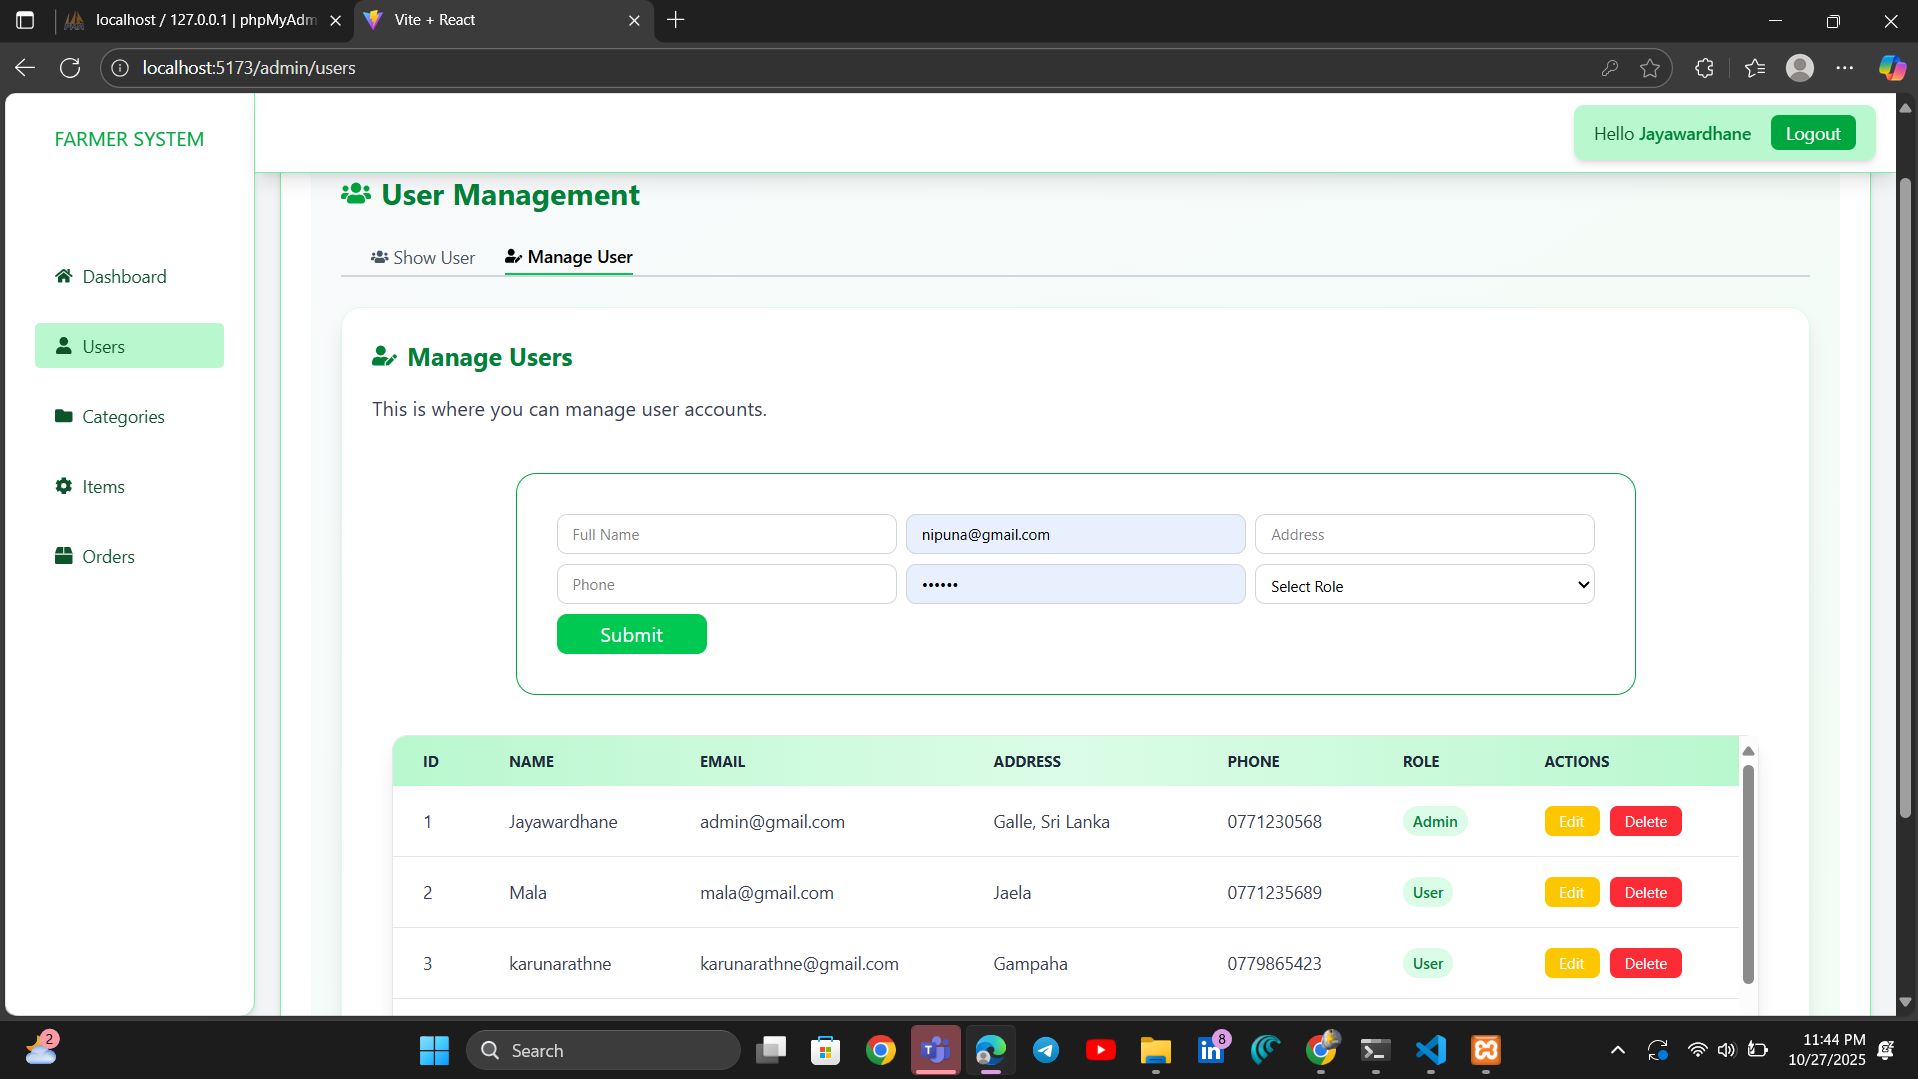 localhost / 127.0.0.1 | phpMyAdm
Vite + React
localhost:5173/admin/users
FARMER SYSTEM
Hello Jayawardhane
Logout
User Management
Show User
Manage User
Dashboard
Users
Categories
Items
Orders
Manage Users
This is where you can manage user accounts.
Full Name
nipuna@gmail.com
Address
Phone
••••••
Select Role
Submit
ID NAME EMAIL ADDRESS PHONE ROLE ACTIONS
1 Jayawardhane admin@gmail.com Galle, Sri Lanka 0771230568 Admin Edit Delete
2 Mala mala@gmail.com Jaela 0771235689 User Edit Delete
3 karunarathne karunarathne@gmail.com Gampaha 0779865423 User Edit Delete
2
Search
8
11:44 PM
10/27/2025